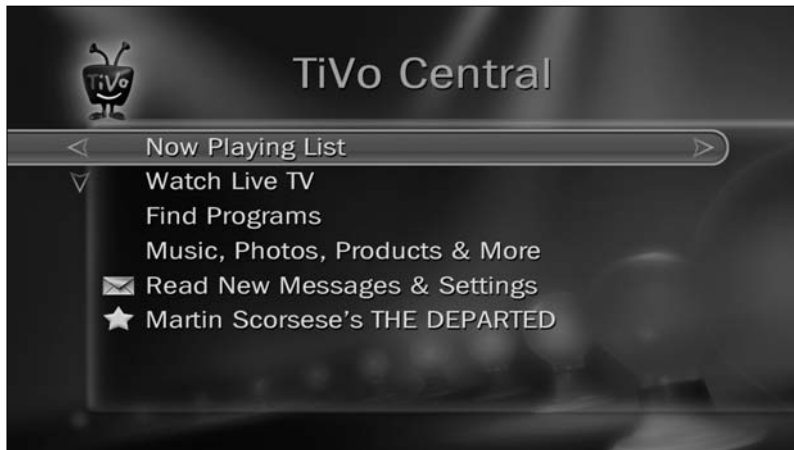 TiVo
TiVo Central
Now Playing List
Watch Live TV
Find Programs
Music, Photos, Products & More
Read New Messages & Settings
Martin Scorsese's THE DEPARTED